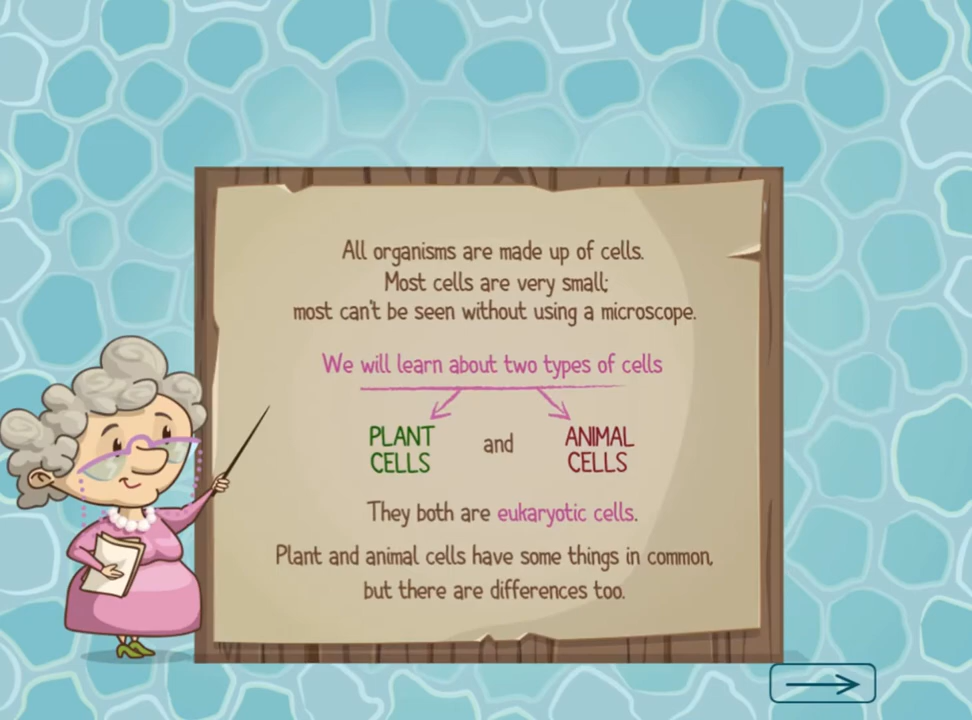 All organisms are made up of cells.
Most cells are very small;
most can't be seen without using a microscope.
We will learn about two types of cells
PLANT CELLS and ANIMAL CELLS
They both are eukaryotic cells.
Plant and animal cells have some things in common,
but there are differences too.